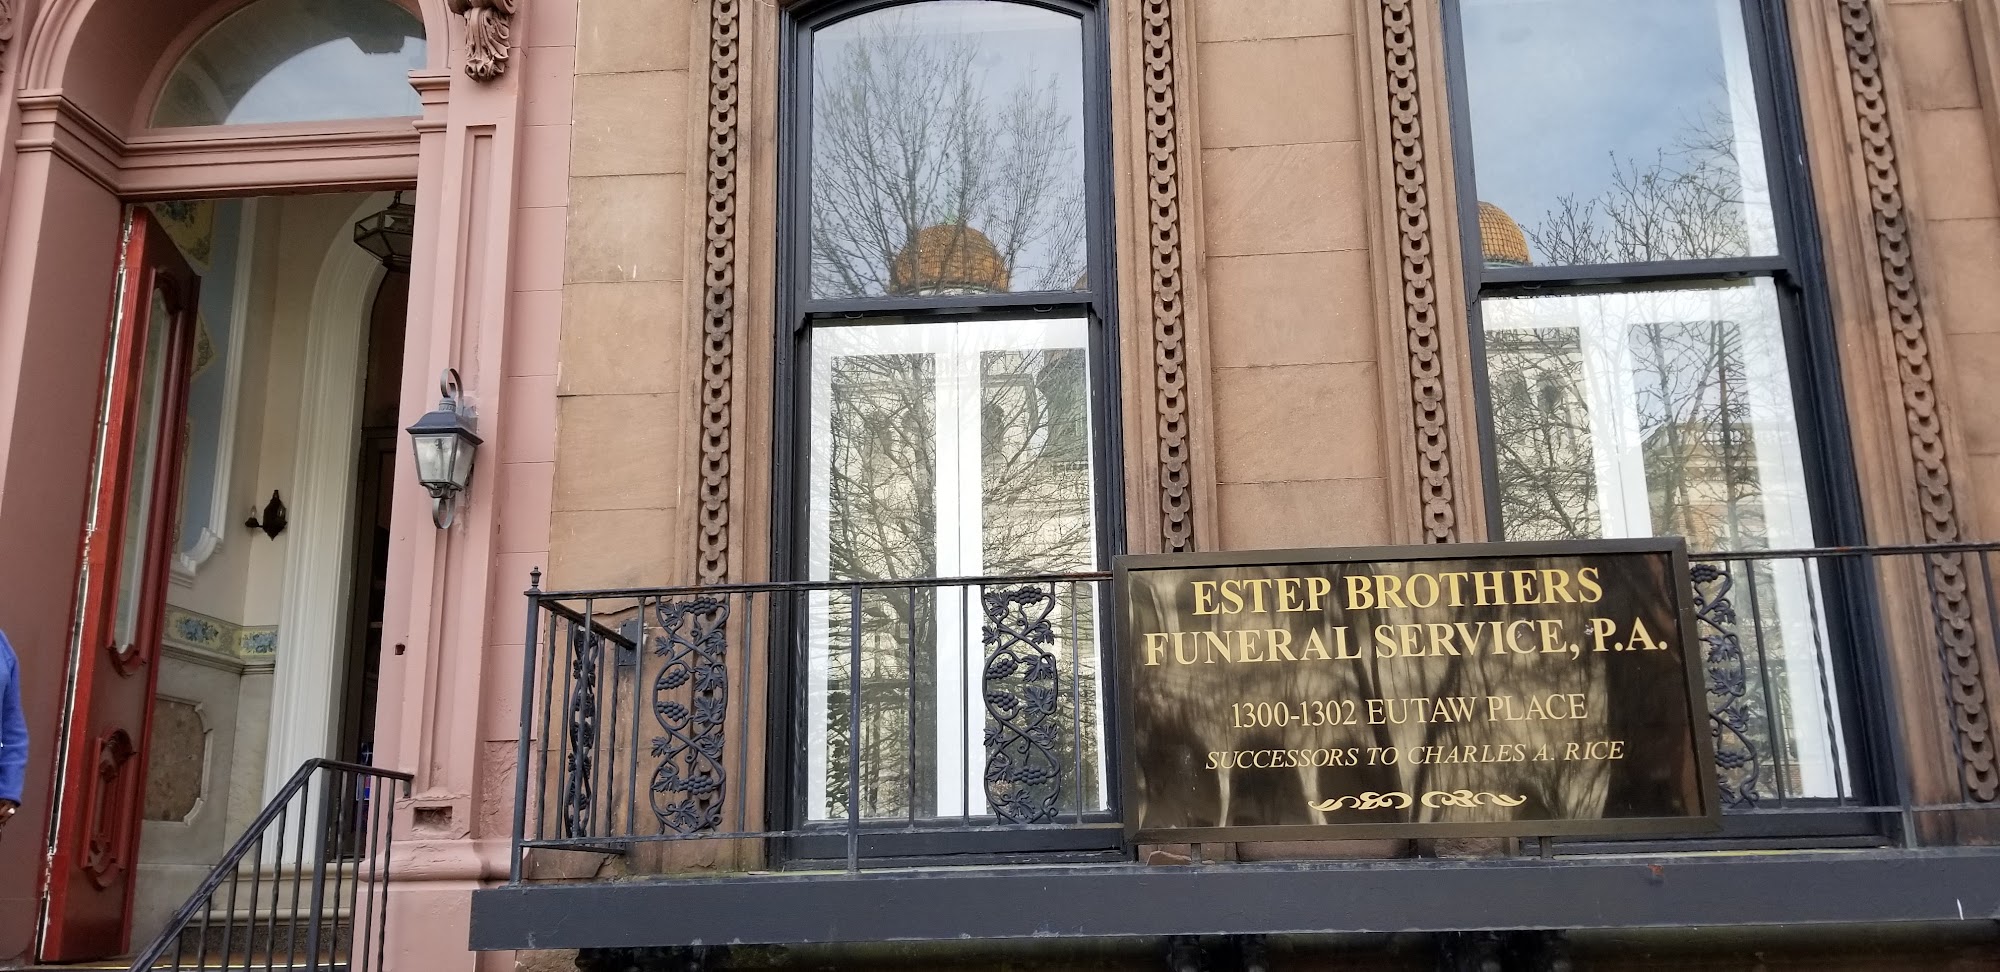 ESTEP BROTHERS
FUNERAL SERVICE, P.A.
1300-1302 EUTAW PLACE
SUCCESSORS TO CHARLES A. RICE